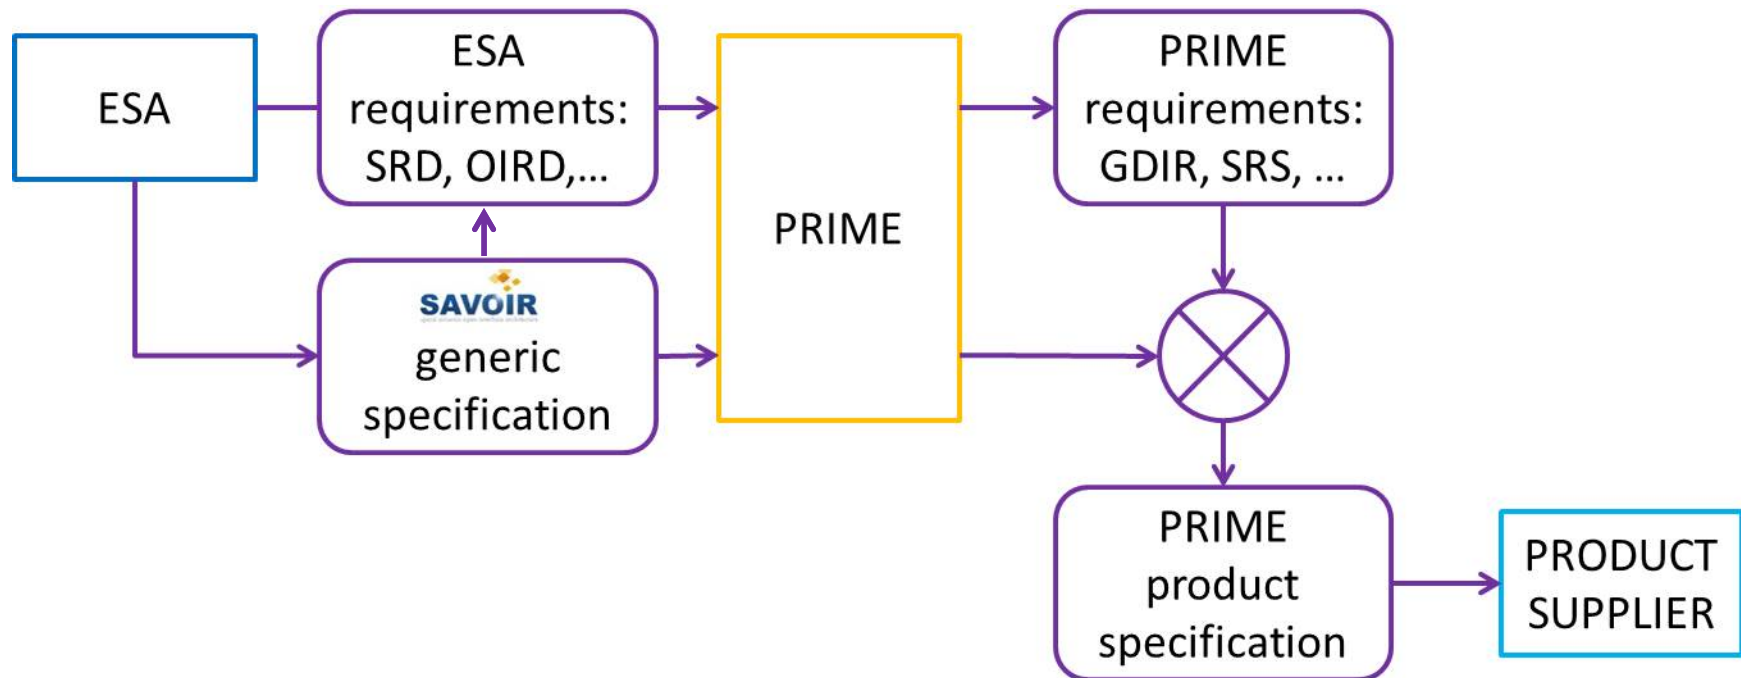 ESA
ESA
requirements:
SRD, OIRD,...
PRIME
PRIME
requirements:
GDIR, SRS, ...
SAVOIR
generic
specification
PRIME
product
specification
PRODUCT
SUPPLIER